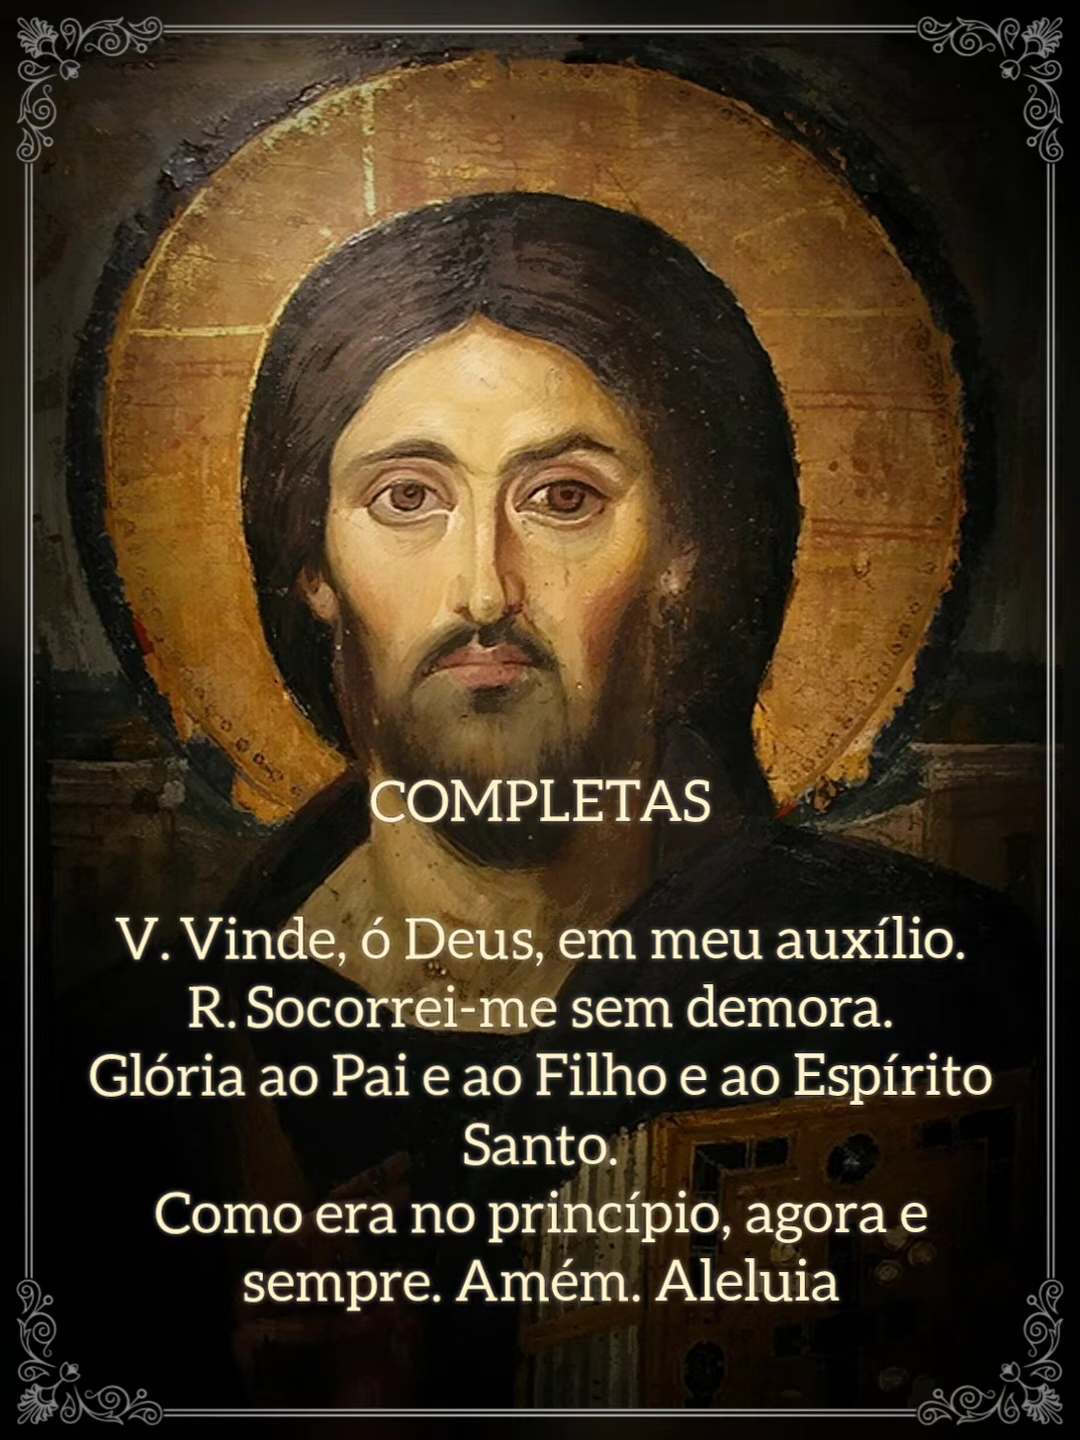 COMPLETAS
V. Vinde, ó Deus, em meu auxílio.
R. Socorrei-me sem demora.
Glória ao Pai e ao Filho e ao Espírito
Santo.
Como era no princípio, agora e
sempre. Amém. Aleluia